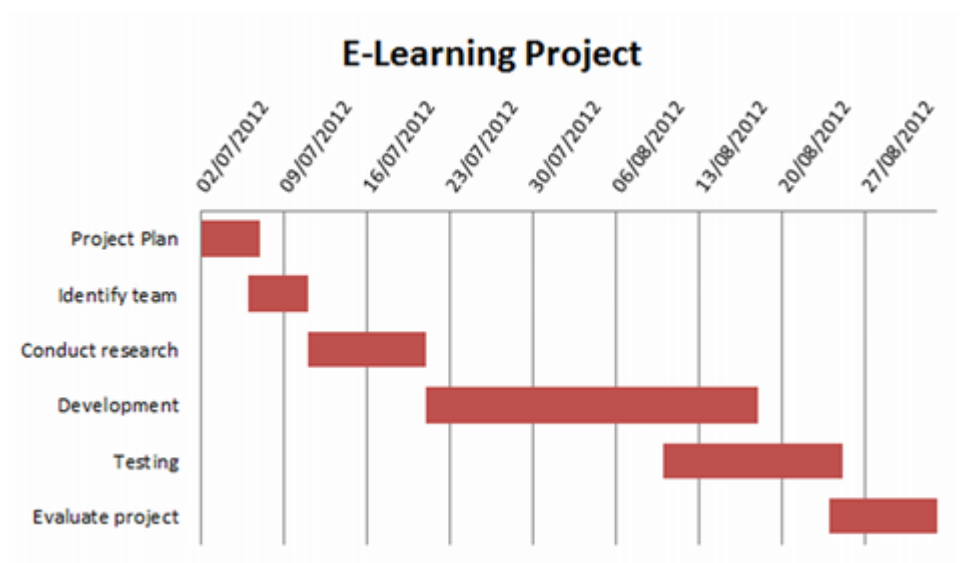 E-Learning Project
02/07/2012
09/07/2012
16/07/2012
23/07/2012
30/07/2012
06/08/2012
13/08/2012
20/08/2012
27/08/2012
Project Plan
Identify team
Conduct research
Development
Testing
Evaluate project